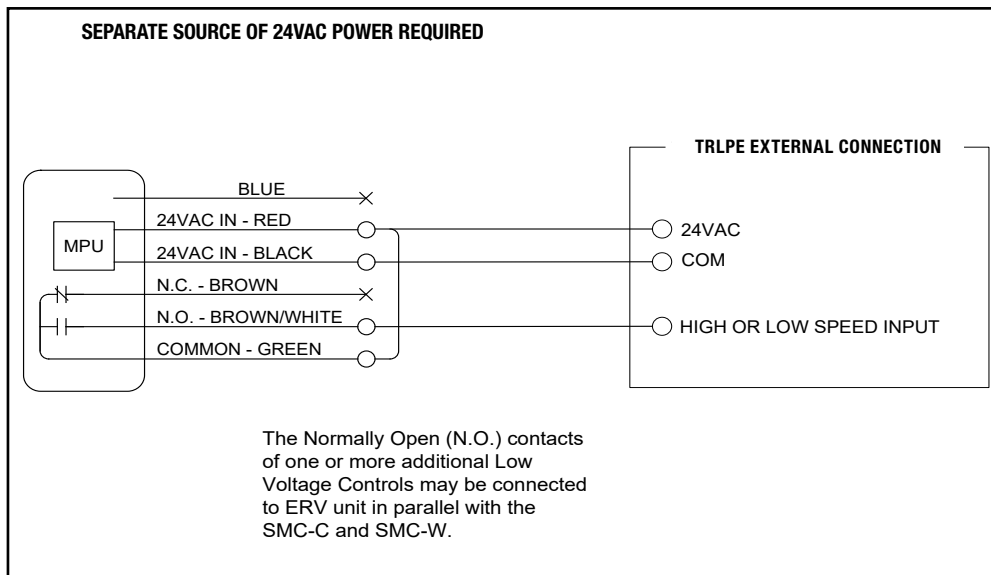 SEPARATE SOURCE OF 24VAC POWER REQUIRED
TRLPE EXTERNAL CONNECTION
BLUE
24VAC IN - RED
24VAC
MPU
24VAC IN - BLACK
COM
N.C. - BROWN
N.O. - BROWN/WHITE
HIGH OR LOW SPEED INPUT
COMMON - GREEN
The Normally Open (N.O.) contacts
of one or more additional Low
Voltage Controls may be connected
to ERV unit in parallel with the
SMC-C and SMC-W.